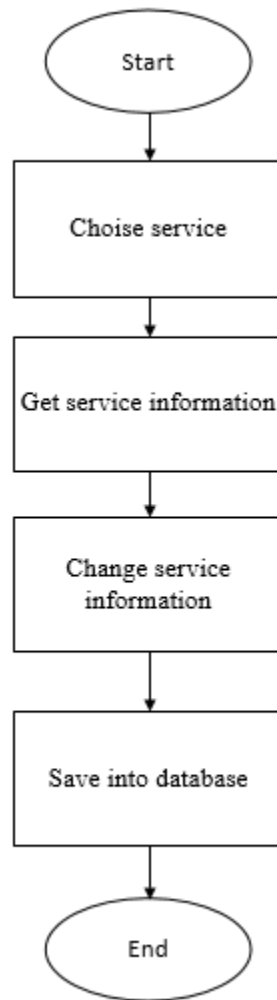 Start
Choise service
Get service information
Change service
information
Save into database
End